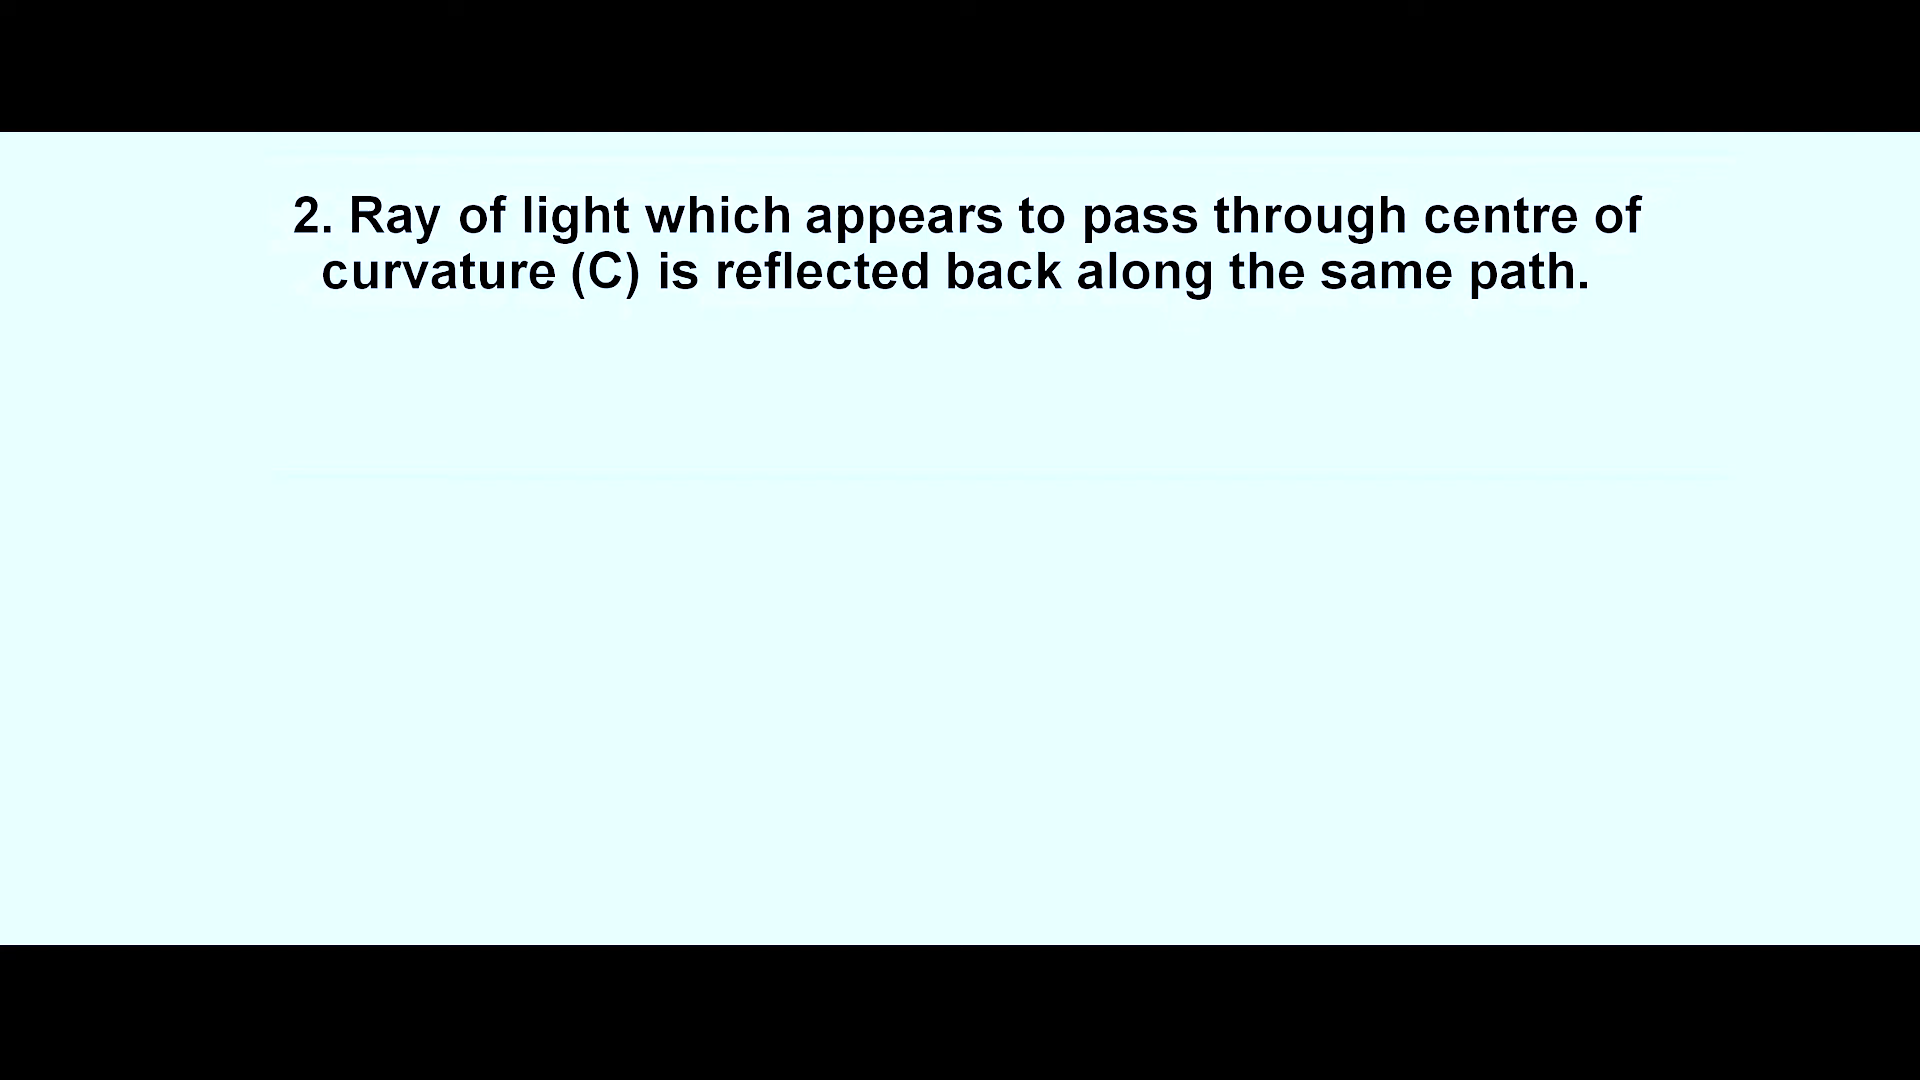 2. Ray of light which appears to pass through centre of
curvature (C) is reflected back along the same path.